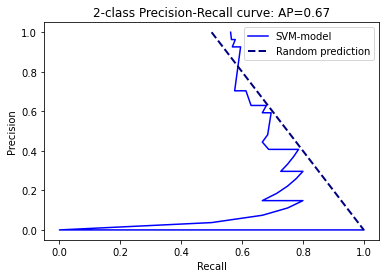 2-class Precision-Recall curve: AP=0.67
SVM-model
Random prediction
Precision
1.0
0.8
0.6
0.4
0.2
0.0
0.0 0.2 0.4 0.6 0.8 1.0
Recall